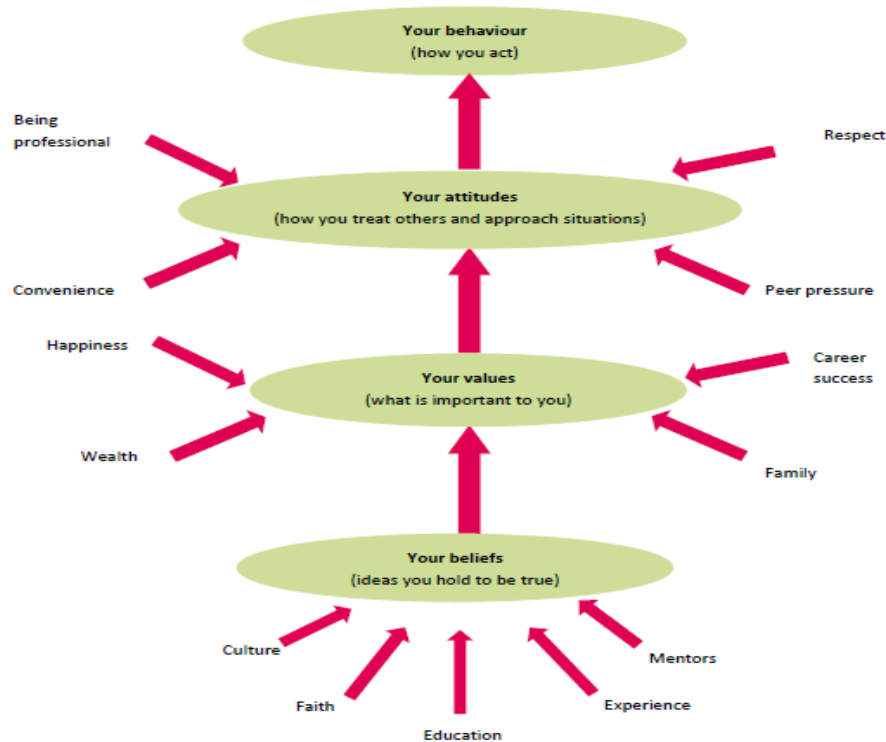 Your behaviour
(how you act)
Being
professional
Respect
Your attitudes
(how you treat others and approach situations)
Convenience
Peer pressure
Happiness
Career
success
Your values
(what is important to you)
Wealth
Family
Your beliefs
(ideas you hold to be true)
Culture
Mentors
Faith
Experience
Education